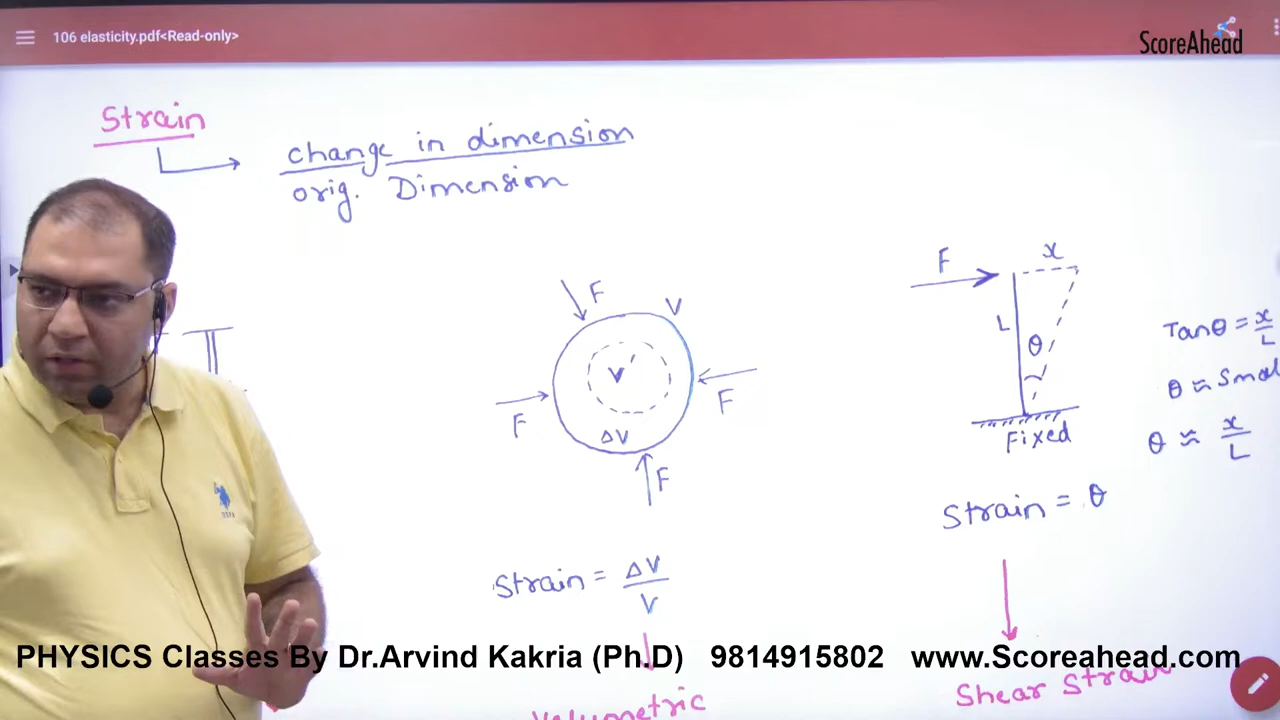 106 elasticity.pdf<Read-only>
ScoreAhead
Strain
change in dimension
orig. Dimension
F
V
V'
F
F
ΔV
F
Strain = ΔV
V
Volumetric
F
x
L
θ
Fixed
Tanθ = x
L
θ ≈
θ ≈ x
L
Strain = θ
Shear Strain
PHYSICS Classes By Dr.Arvind Kakria (Ph.D) 9814915802 www.Scoreahead.com